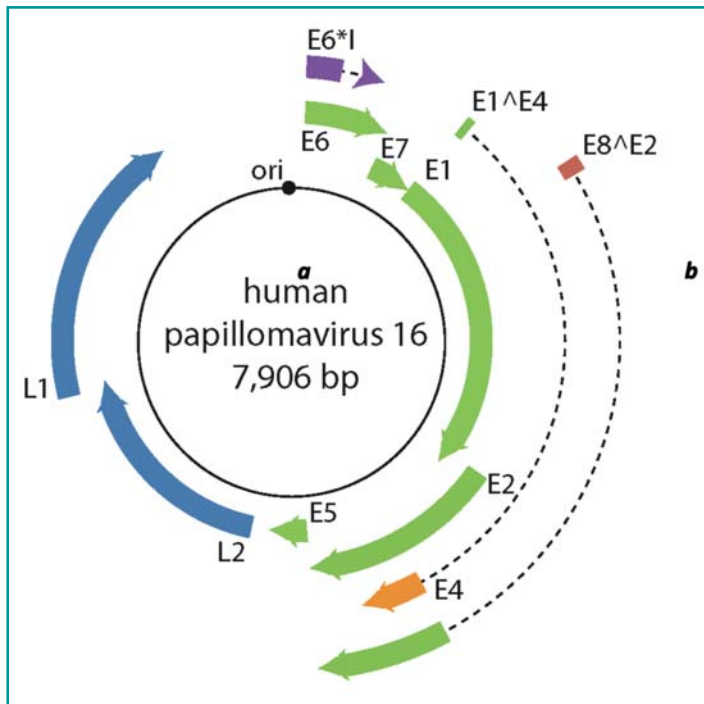 E6*I
E6
E7
E1
E1^E4
E8^E2
ori
a
b
human
papillomavirus 16
7,906 bp
L1
E2
E5
L2
E4